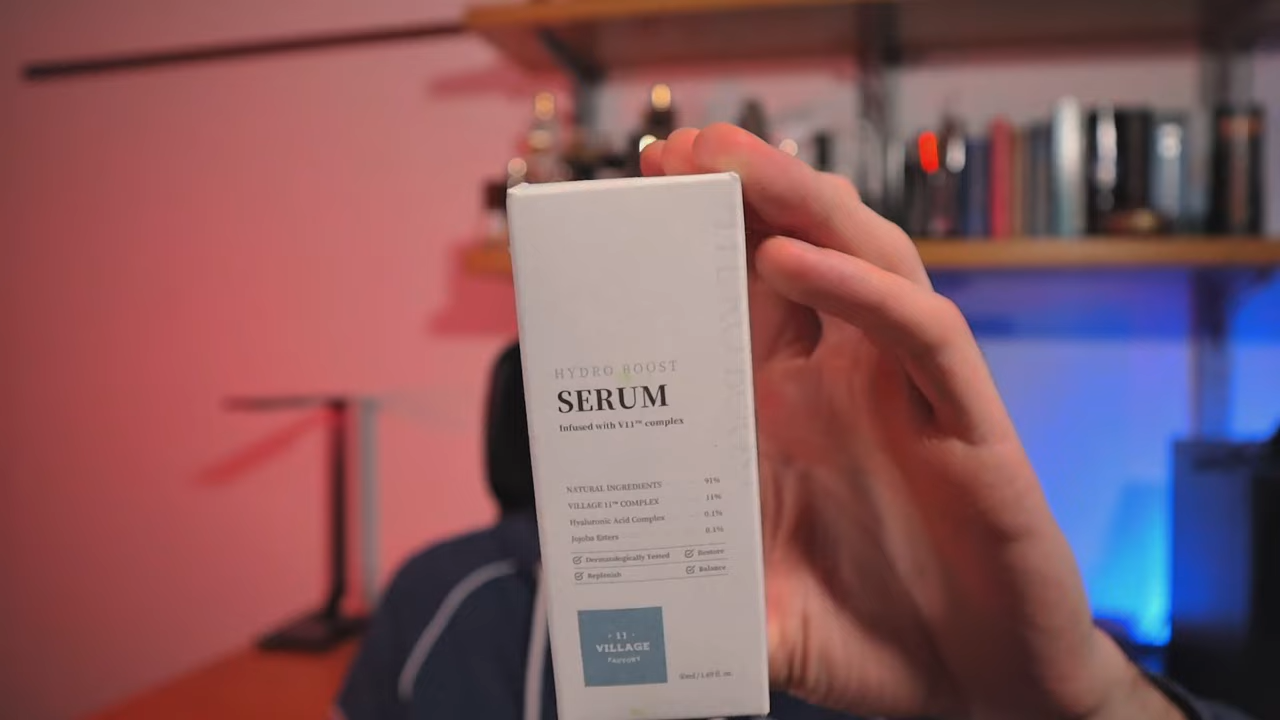 HYDRO BOOST
SERUM
Infused with V11™ complex
NATURAL INGREDIENTS 91%
VILLAGE 11™ COMPLEX 11%
Hyaluronic Acid Complex 0.1%
Jojoba Esters 0.1%
Dermatologically Tested Restore
Replenish Balance
· 11 ·
VILLAGE
FACTORY
50ml / 1.69 fl. oz.